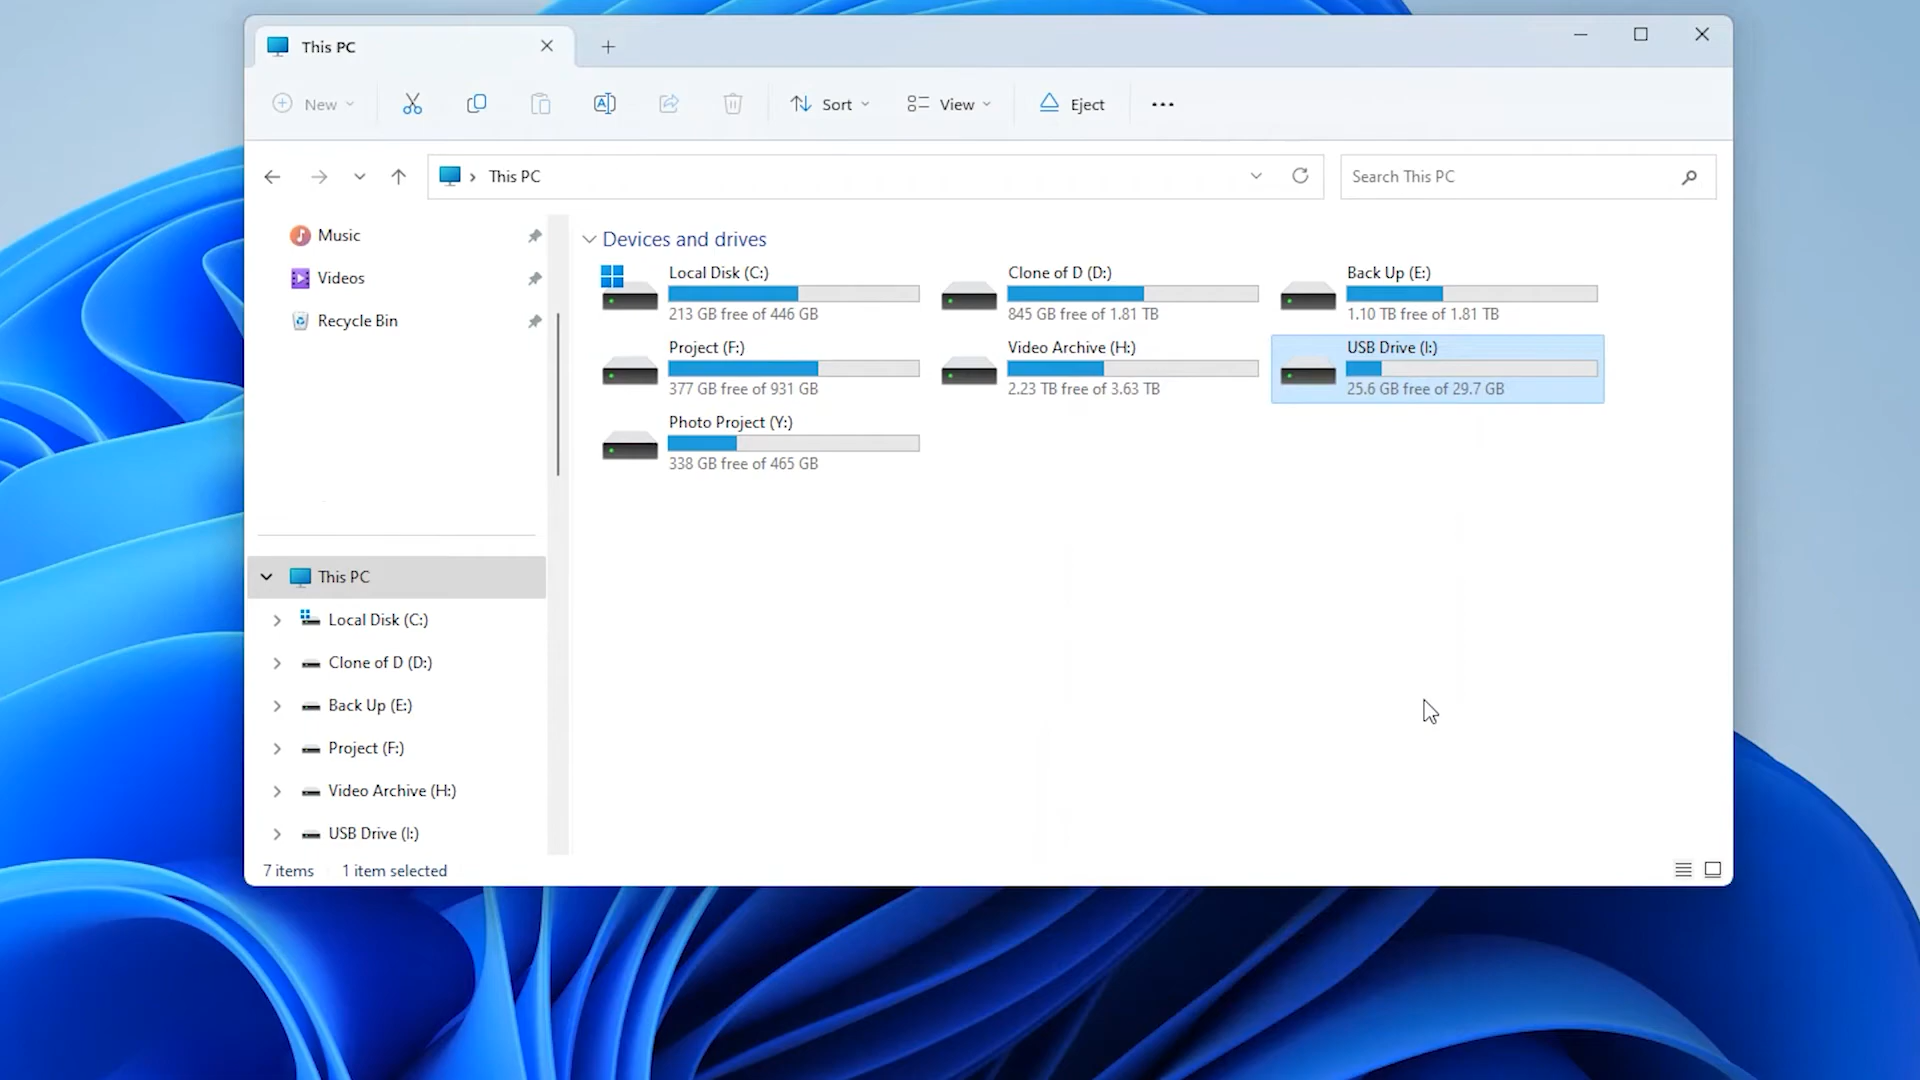 This PC
New
Sort
View
Eject
This PC
Search This PC
Music
Videos
Recycle Bin
This PC
Local Disk (C:)
Clone of D (D:)
Back Up (E:)
Project (F:)
Video Archive (H:)
USB Drive (I:)
Devices and drives
Local Disk (C:)
213 GB free of 446 GB
Clone of D (D:)
845 GB free of 1.81 TB
Back Up (E:)
1.10 TB free of 1.81 TB
Project (F:)
377 GB free of 931 GB
Video Archive (H:)
2.23 TB free of 3.63 TB
USB Drive (I:)
25.6 GB free of 29.7 GB
Photo Project (Y:)
338 GB free of 465 GB
7 items 1 item selected